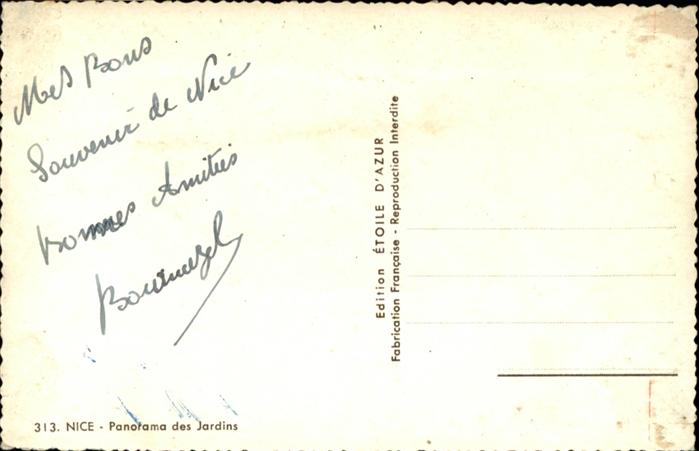 Mes Bons
Souvenir de Nice
Bonnes Amitiés
Edition ÉTOILE D'AZUR
Fabrication Française - Reproduction Interdite
313. NICE - Panorama des Jardins